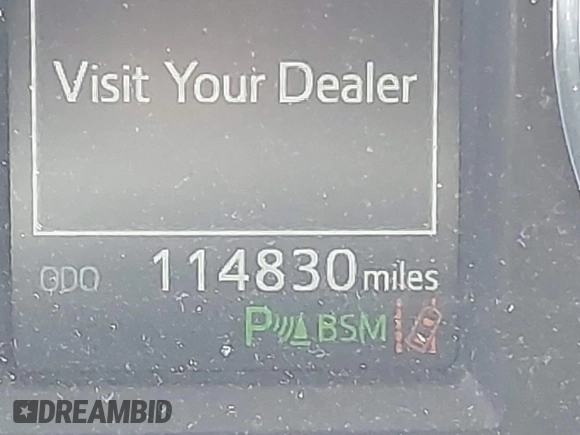 Visit Your Dealer
ODO 114830 miles
P BSM
DREAMBID